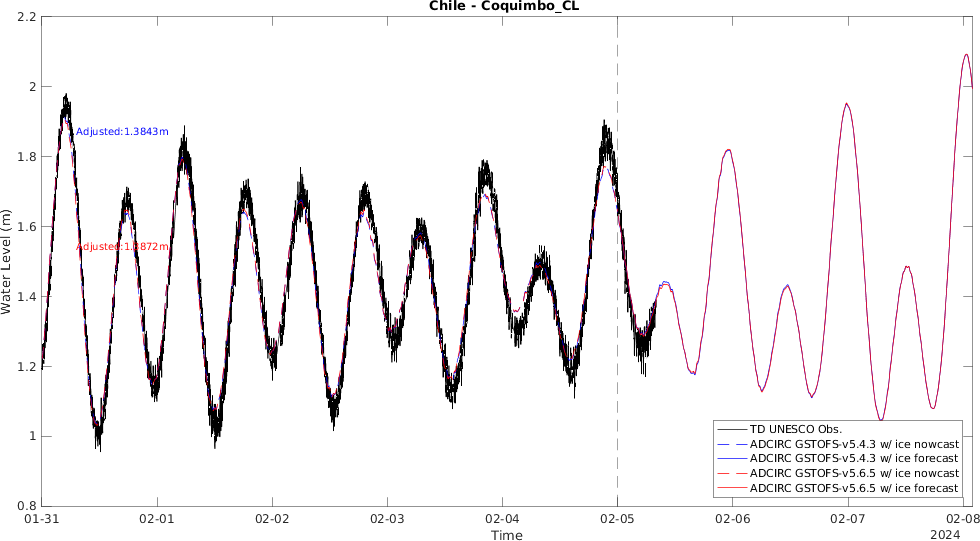 Chile - Coquimbo_CL
2.2
2
1.8
1.6
1.4
1.2
1
0.8
Water Level (m)
Adjusted:1.3843m
Adjusted:1.3872m
01-31
02-01
02-02
02-03
02-04
02-05
02-06
02-07
02-08
Time
2024
TD UNESCO Obs.
ADCIRC GSTOFS-v5.4.3 w/ ice nowcast
ADCIRC GSTOFS-v5.4.3 w/ ice forecast
ADCIRC GSTOFS-v5.6.5 w/ ice nowcast
ADCIRC GSTOFS-v5.6.5 w/ ice forecast